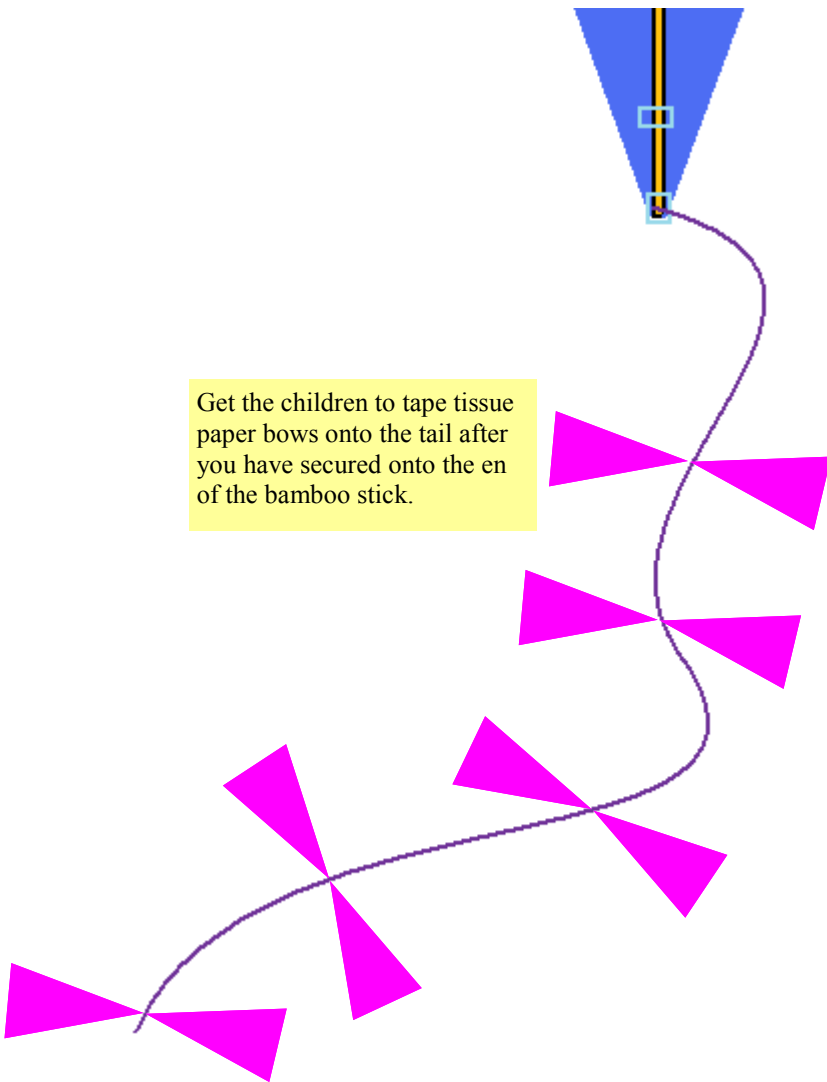 Get the children to tape tissue
paper bows onto the tail after
you have secured onto the en
of the bamboo stick.